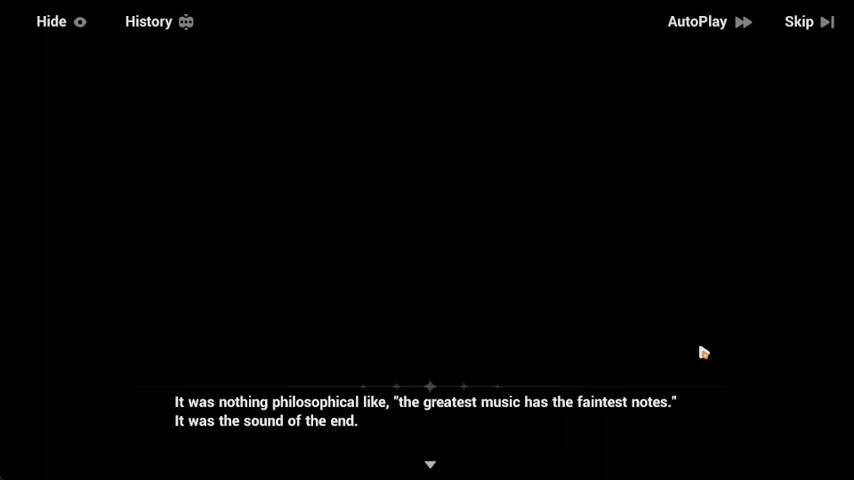 Hide History AutoPlay Skip
It was nothing philosophical like, "the greatest music has the faintest notes."
It was the sound of the end.